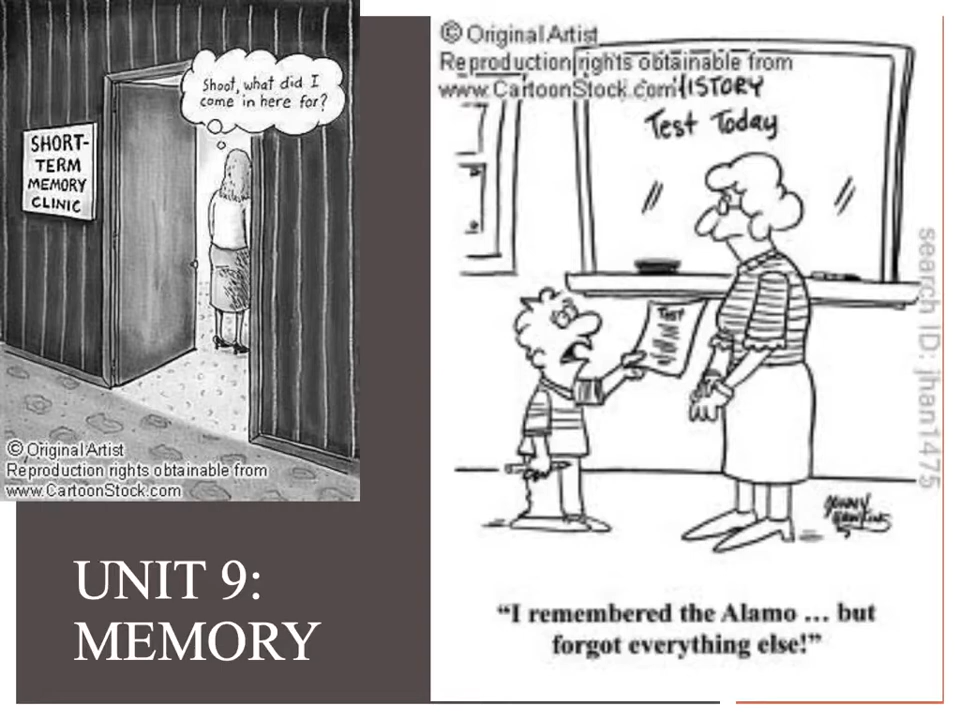 Shoot, what did I
come in here for?
SHORT-
TERM
MEMORY
CLINIC
© Original Artist
Reproduction rights obtainable from
www.CartoonStock.com
UNIT 9:
MEMORY
© Original Artist
Reproduction rights obtainable from
www.CartoonStock.com
HISTORY
Test Today
Test
search ID: jhan1475
“I remembered the Alamo ... but
forgot everything else!”